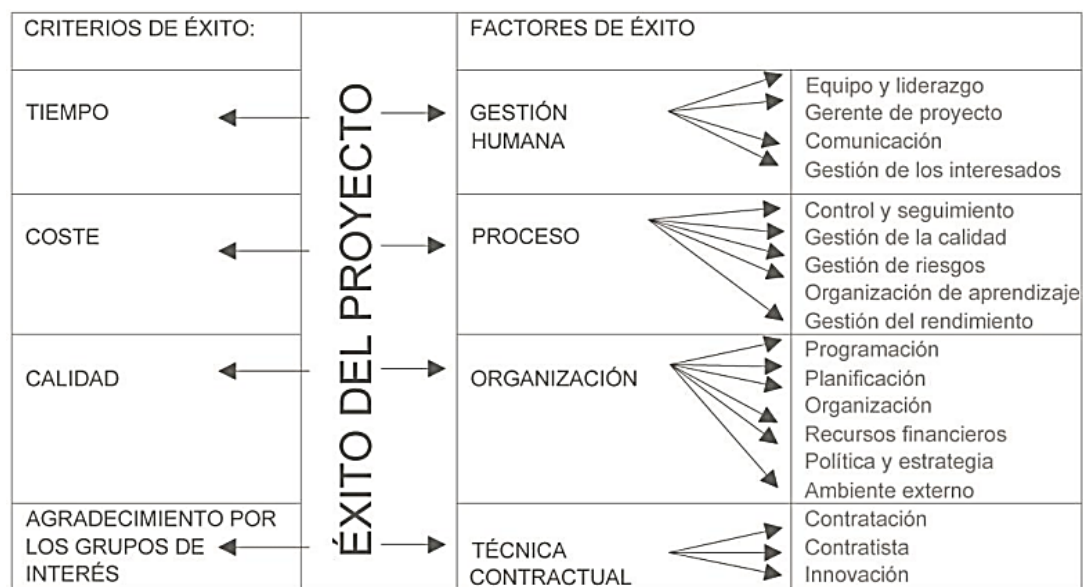 CRITERIOS DE ÉXITO:
FACTORES DE ÉXITO
ÉXITO DEL PROYECTO
TIEMPO
GESTIÓN
HUMANA
Equipo y liderazgo
Gerente de proyecto
Comunicación
Gestión de los interesados
COSTE
PROCESO
Control y seguimiento
Gestión de la calidad
Gestión de riesgos
Organización de aprendizaje
Gestión del rendimiento
CALIDAD
ORGANIZACIÓN
Programación
Planificación
Organización
Recursos financieros
Política y estrategia
Ambiente externo
AGRADECIMIENTO POR
LOS GRUPOS DE
INTERÉS
TÉCNICA
CONTRACTUAL
Contratación
Contratista
Innovación